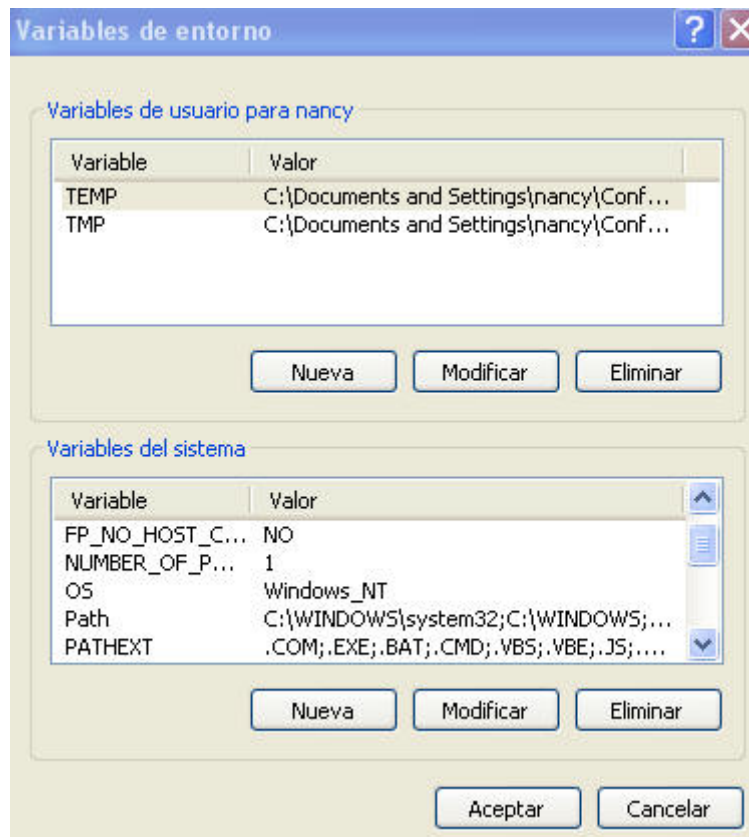 Variables de entorno
Variables de usuario para nancy
Variable Valor
TEMP C:\Documents and Settings\nancy\Conf...
TMP C:\Documents and Settings\nancy\Conf...
Nueva Modificar Eliminar
Variables del sistema
Variable Valor
FP_NO_HOST_C... NO
NUMBER_OF_P... 1
OS Windows_NT
Path C:\WINDOWS\system32;C:\WINDOWS;...
PATHEXT .COM;.EXE;.BAT;.CMD;.VBS;.VBE;.JS;....
Nueva Modificar Eliminar
Aceptar Cancelar